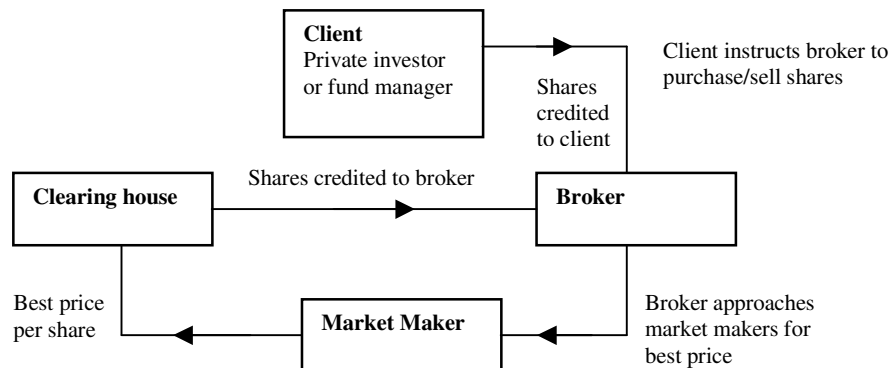 Client
Private investor
or fund manager
Client instructs broker to
purchase/sell shares
Shares
credited
to client
Clearing house
Shares credited to broker
Broker
Best price
per share
Market Maker
Broker approaches
market makers for
best price